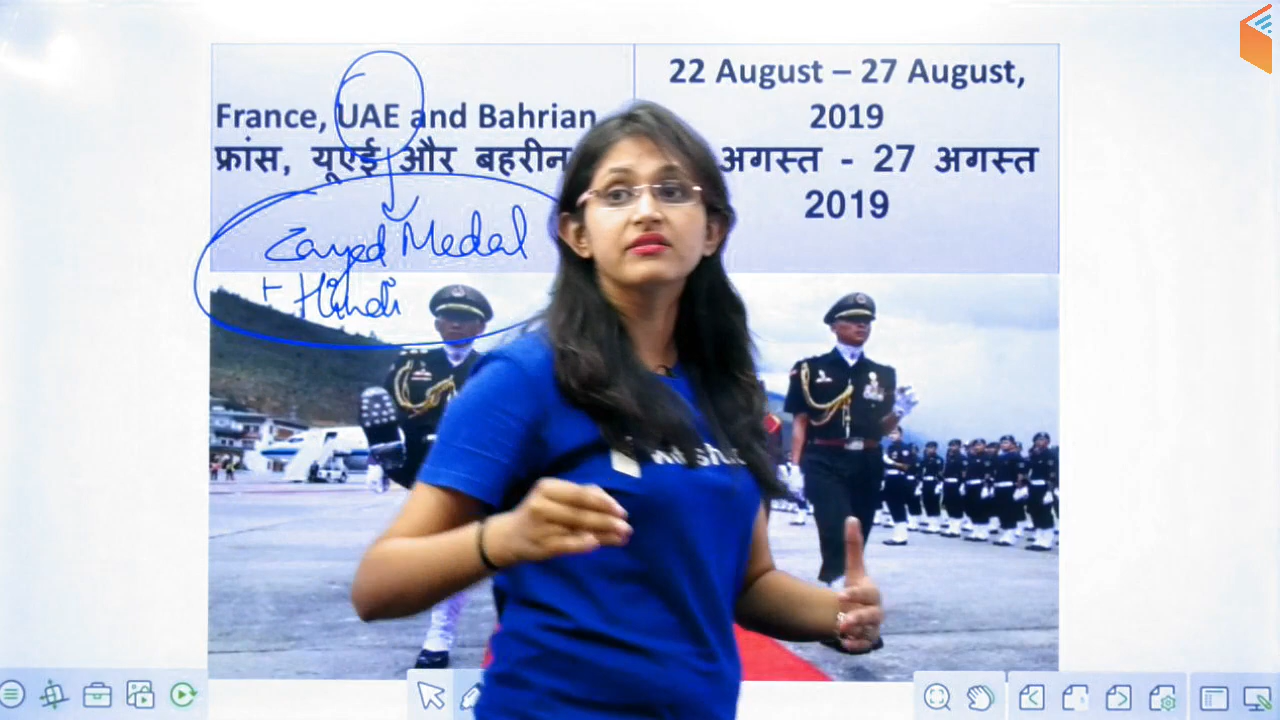 France, UAE and Bahrian
फ्रांस, यूएई और बहरीन
22 August – 27 August,
2019
अगस्त - 27 अगस्त
2019
Zayed Medal
+ Hindi